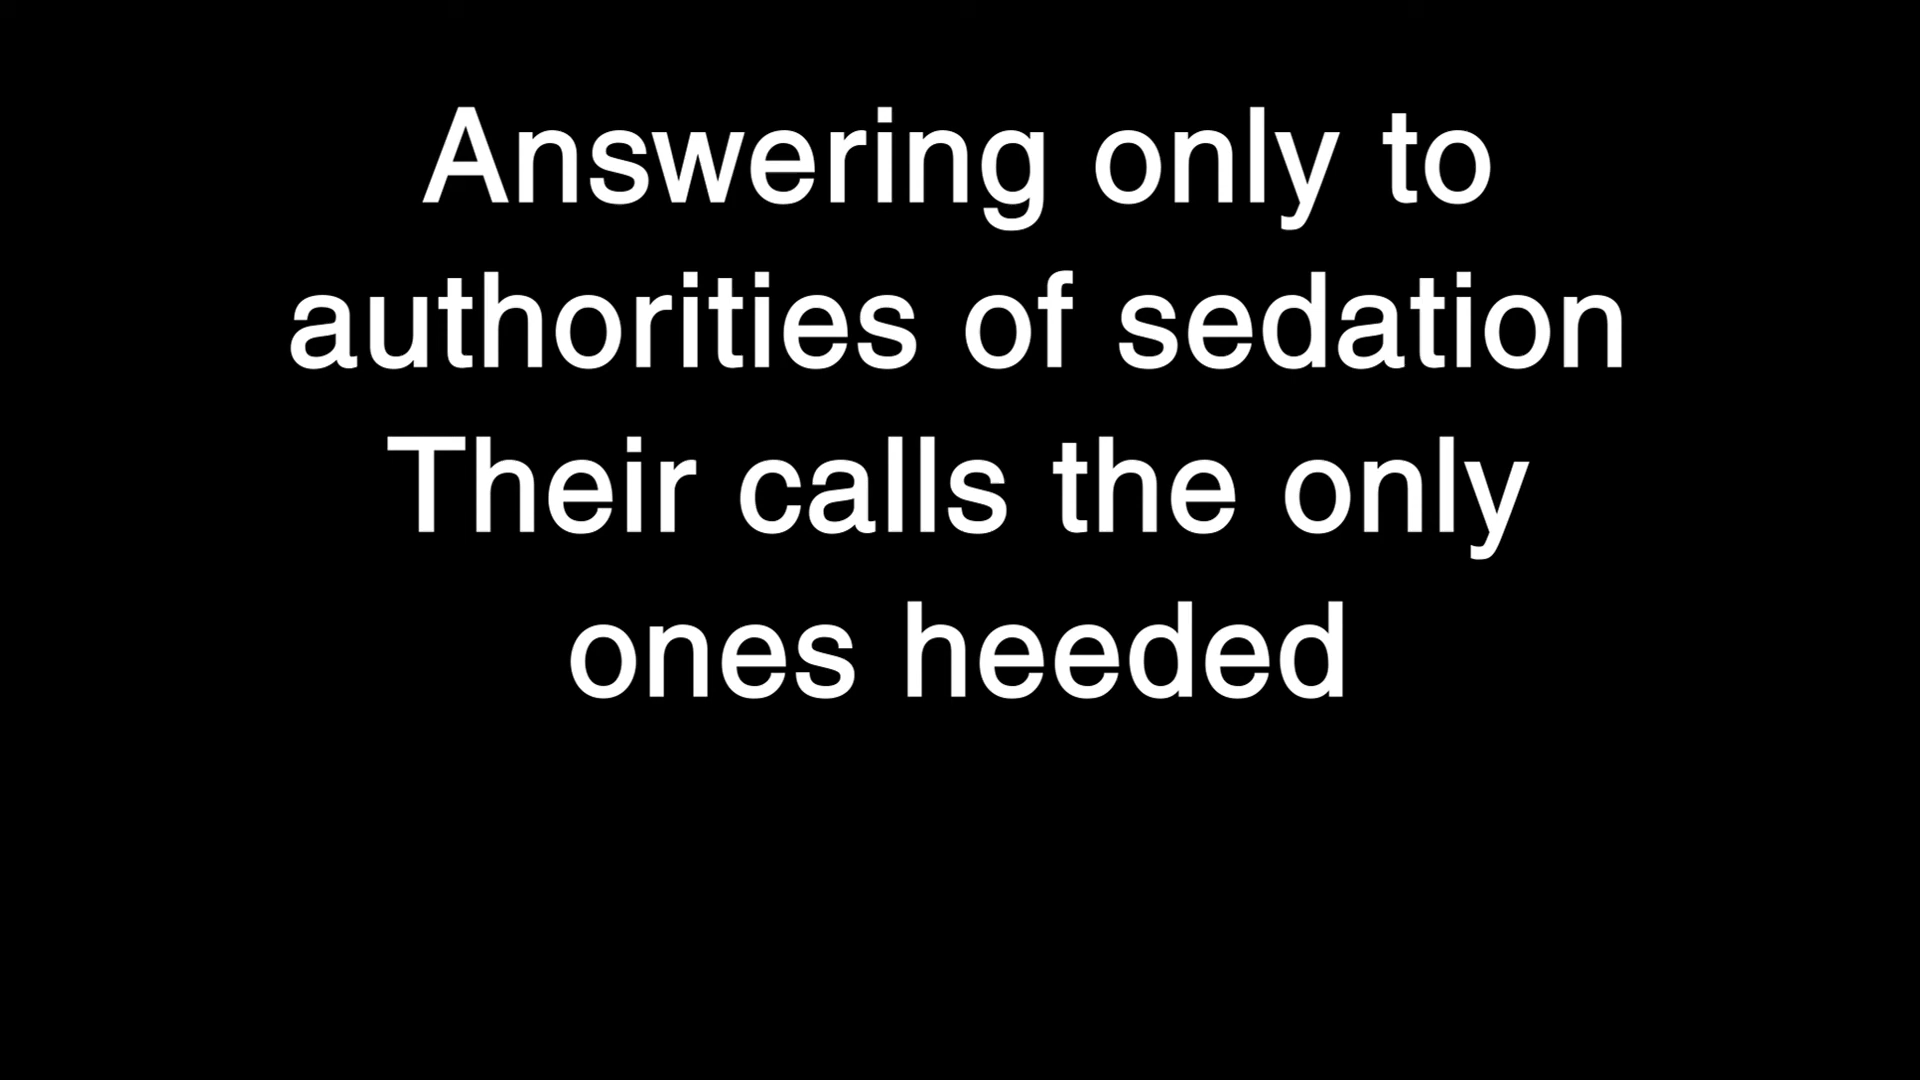 Answering only to
authorities of sedation
Their calls the only
ones heeded